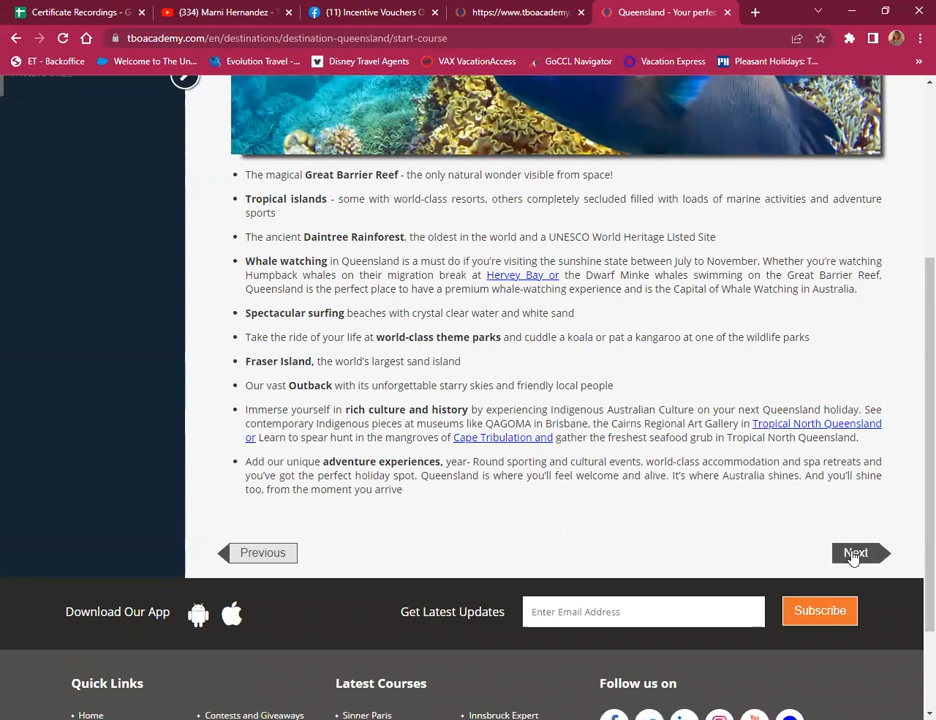 Certificate Recordings - G
(334) Marni Hernandez - Y
(11) Incentive Vouchers O
https://www.tboacademy.c
Queensland - Your perfec
tboacademy.com/en/destinations/destination-queensland/start-course
ET - Backoffice
Welcome to The Un...
Evolution Travel -...
Disney Travel Agents
VAX VacationAccess
GoCCL Navigator
Vacation Express
Pleasant Holidays: T...
The magical Great Barrier Reef - the only natural wonder visible from space!
Tropical islands - some with world-class resorts, others completely secluded filled with loads of marine activities and adventure
sports
The ancient Daintree Rainforest, the oldest in the world and a UNESCO World Heritage Listed Site
Whale watching in Queensland is a must do if you're visiting the sunshine state between July to November. Whether you're watching
Humpback whales on their migration break at Hervey Bay or the Dwarf Minke whales swimming on the Great Barrier Reef,
Queensland is the perfect place to have a premium whale-watching experience and is the Capital of Whale Watching in Australia.
Spectacular surfing beaches with crystal clear water and white sand
Take the ride of your life at world-class theme parks and cuddle a koala or pat a kangaroo at one of the wildlife parks
Fraser Island, the world's largest sand island
Our vast Outback with its unforgettable starry skies and friendly local people
Immerse yourself in rich culture and history by experiencing Indigenous Australian Culture on your next Queensland holiday. See
contemporary Indigenous pieces at museums like QAGOMA in Brisbane, the Cairns Regional Art Gallery in Tropical North Queensland
or Learn to spear hunt in the mangroves of Cape Tribulation and gather the freshest seafood grub in Tropical North Queensland.
Add our unique adventure experiences, year- Round sporting and cultural events, world-class accommodation and spa retreats and
you've got the perfect holiday spot. Queensland is where you'll feel welcome and alive. It's where Australia shines. And you'll shine
too, from the moment you arrive
Previous
Next
Download Our App
Get Latest Updates
Enter Email Address
Subscribe
Quick Links
Latest Courses
Follow us on
Home
Contests and Giveaways
Sinner Paris
Innsbruck Expert